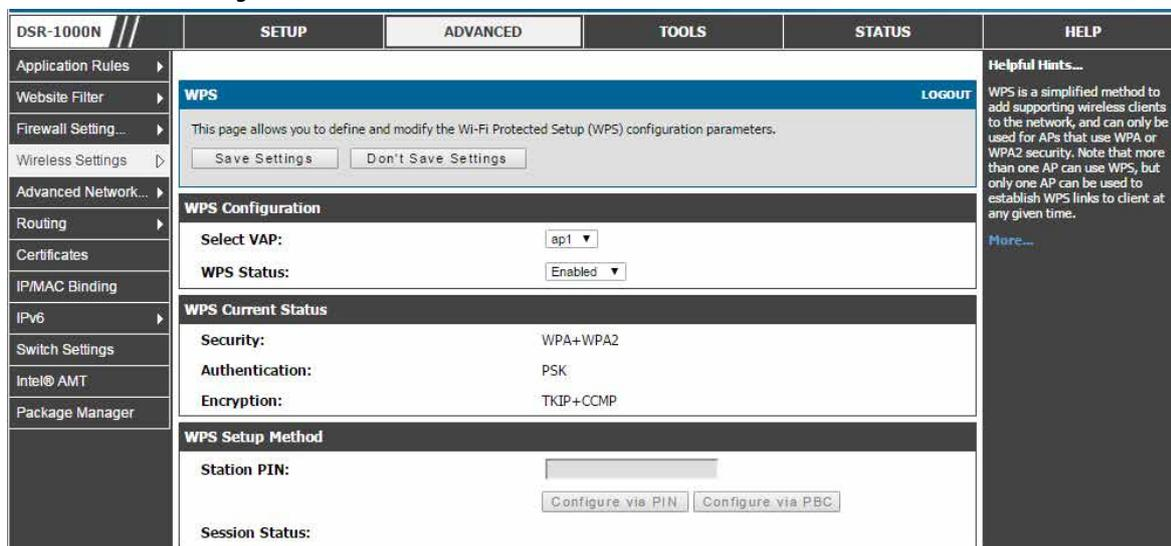 DSR-1000N
SETUP
ADVANCED
TOOLS
STATUS
HELP
Application Rules
Website Filter
Firewall Setting...
Wireless Settings
Advanced Network...
Routing
Certificates
IP/MAC Binding
IPv6
Switch Settings
Intel® AMT
Package Manager
WPS
LOGOUT
This page allows you to define and modify the Wi-Fi Protected Setup (WPS) configuration parameters.
Save Settings
Don't Save Settings
WPS Configuration
Select VAP:
ap1
WPS Status:
Enabled
WPS Current Status
Security:
WPA+WPA2
Authentication:
PSK
Encryption:
TKIP+CCMP
WPS Setup Method
Station PIN:
Configure via PIN
Configure via PBC
Session Status:
Helpful Hints...
WPS is a simplified method to
add supporting wireless clients
to the network, and can only be
used for APs that use WPA or
WPA2 security. Note that more
than one AP can use WPS, but
only one AP can be used to
establish WPS links to client at
any given time.
More...